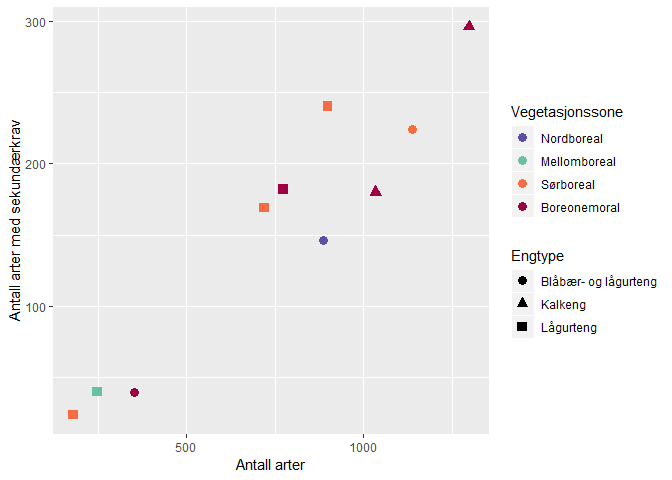 300
200
100
Antall arter med sekundærkrav
500
1000
Antall arter
Vegetasjonssone
Nordboreal
Mellomboreal
Sørboreal
Boreonemoral
Engtype
Blåbær- og lågurteng
Kalkeng
Lågurteng